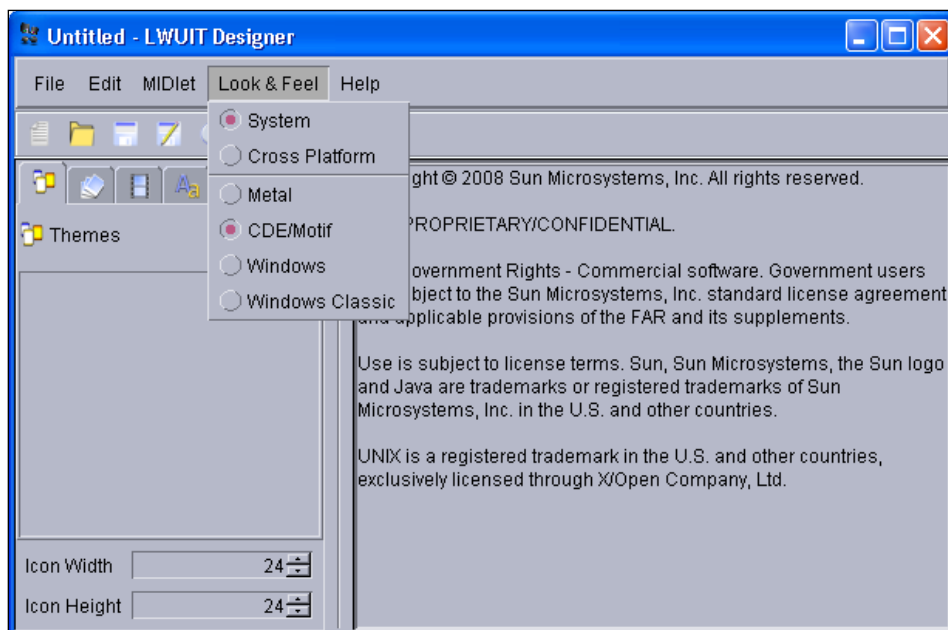 Untitled - LWUIT Designer
File Edit MIDlet Look & Feel Help
System
Cross Platform
Metal
CDE/Motif
Windows
Windows Classic
Themes
ght © 2008 Sun Microsystems, Inc. All rights reserved.
PROPRIETARY/CONFIDENTIAL.
overnment Rights - Commercial software. Government users
bject to the Sun Microsystems, Inc. standard license agreement
and applicable provisions of the FAR and its supplements.
Use is subject to license terms. Sun, Sun Microsystems, the Sun logo
and Java are trademarks or registered trademarks of Sun
Microsystems, Inc. in the U.S. and other countries.
UNIX is a registered trademark in the U.S. and other countries,
exclusively licensed through X/Open Company, Ltd.
Icon Width 24
Icon Height 24